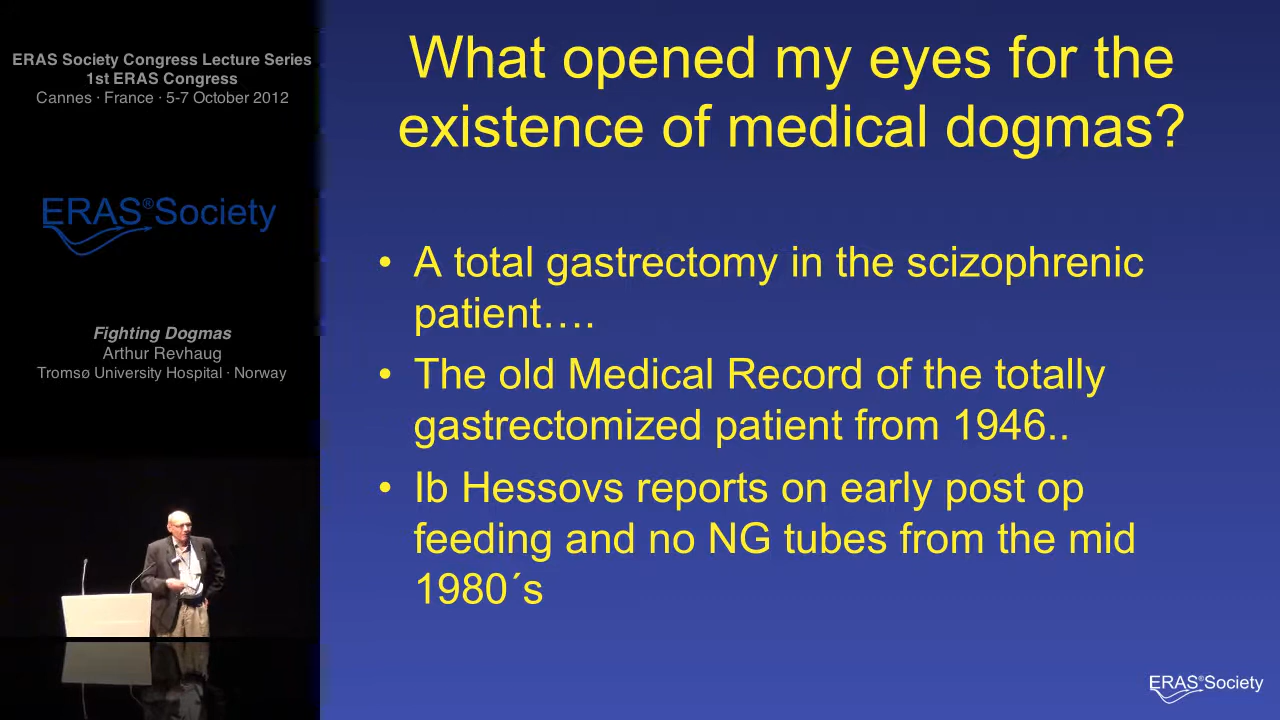 ERAS Society Congress Lecture Series
1st ERAS Congress
Cannes · France · 5-7 October 2012
ERAS®Society
Fighting Dogmas
Arthur Revhaug
Tromsø University Hospital · Norway
What opened my eyes for the
existence of medical dogmas?
• A total gastrectomy in the scizophrenic
patient….
• The old Medical Record of the totally
gastrectomized patient from 1946..
• Ib Hessovs reports on early post op
feeding and no NG tubes from the mid
1980´s
ERAS®Society